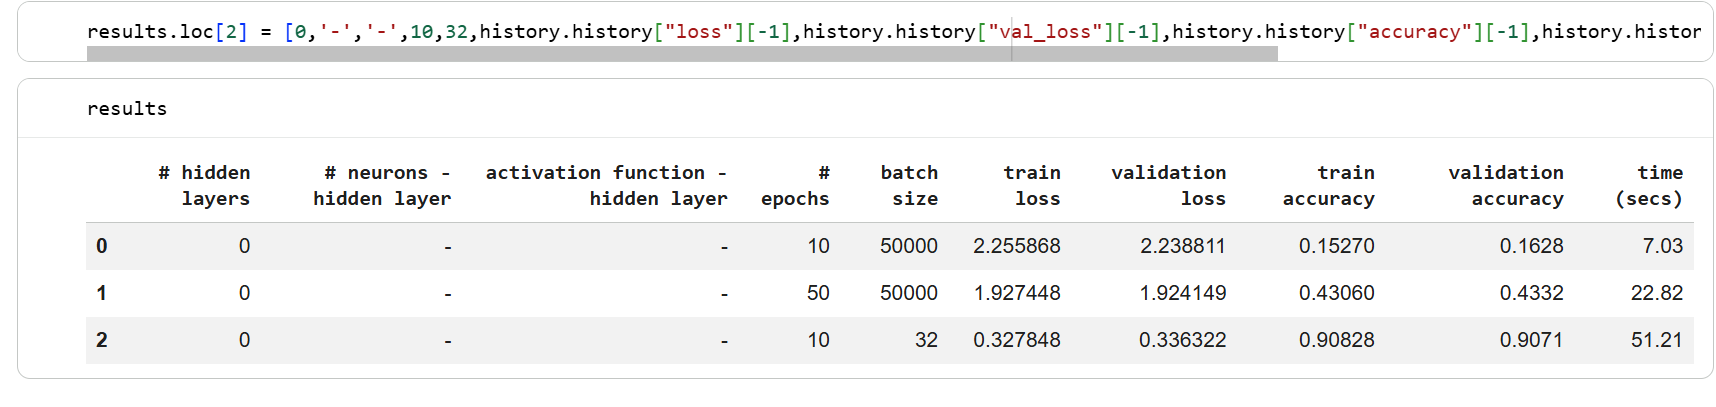 results.loc[2] = [0,'-','-',10,32,history.history["loss"][-1],history.history["val_loss"][-1],history.history["accuracy"][-1],history.histor
results
# hidden layers # neurons - hidden layer activation function - hidden layer # epochs batch size train loss validation loss train accuracy validation accuracy time (secs)
0 0 - - 10 50000 2.255868 2.238811 0.15270 0.1628 7.03
1 0 - - 50 50000 1.927448 1.924149 0.43060 0.4332 22.82
2 0 - - 10 32 0.327848 0.336322 0.90828 0.9071 51.21